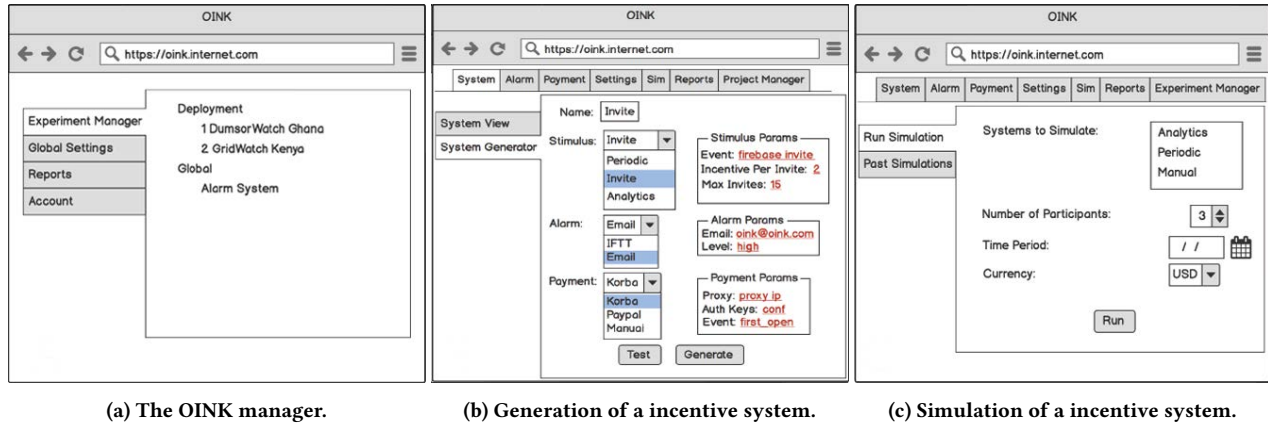 OINK
https://oink.internet.com
Experiment Manager
Global Settings
Reports
Account
Deployment
1 DumsorWatch Ghana
2. GridWatch Kenya
Global
Alarm System
(a) The OINK manager.
OINK
https://oink.internet.com
System Alarm Payment Settings Sim Reports Project Manager
System View
System Generator
Name: Invite
Stimulus: Invite
Periodic
Invite
Analytics
Stimulus Params
Event: firebase invite
Incentive Per Invite: 2
Max Invites: 15
Alarm: Email
IFTT
Email
Alarm Params
Email: oink@oink.com
Level: high
Payment: Korba
Korba
Paypal
Manual
Payment Params
Proxy: proxy ip
Auth Keys: conf
Event: first_open
Test Generate
(b) Generation of a incentive system.
OINK
https://oink.internet.com
System Alarm Payment Settings Sim Reports Experiment Manager
Run Simulation
Past Simulations
Systems to Simulate:
Analytics
Periodic
Manual
Number of Participants: 3
Time Period: / /
Currency: USD
Run
(c) Simulation of a incentive system.